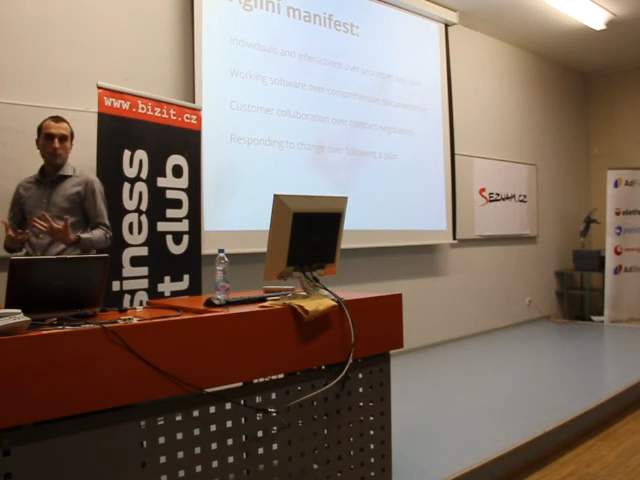 Agilní manifest:
Individuals and interactions over processes and tools
Working software over comprehensive documentation
Customer collaboration over contract negotiation
Responding to change over following a plan
www.bizit.cz
siness
t club
SEZNAM.CZ